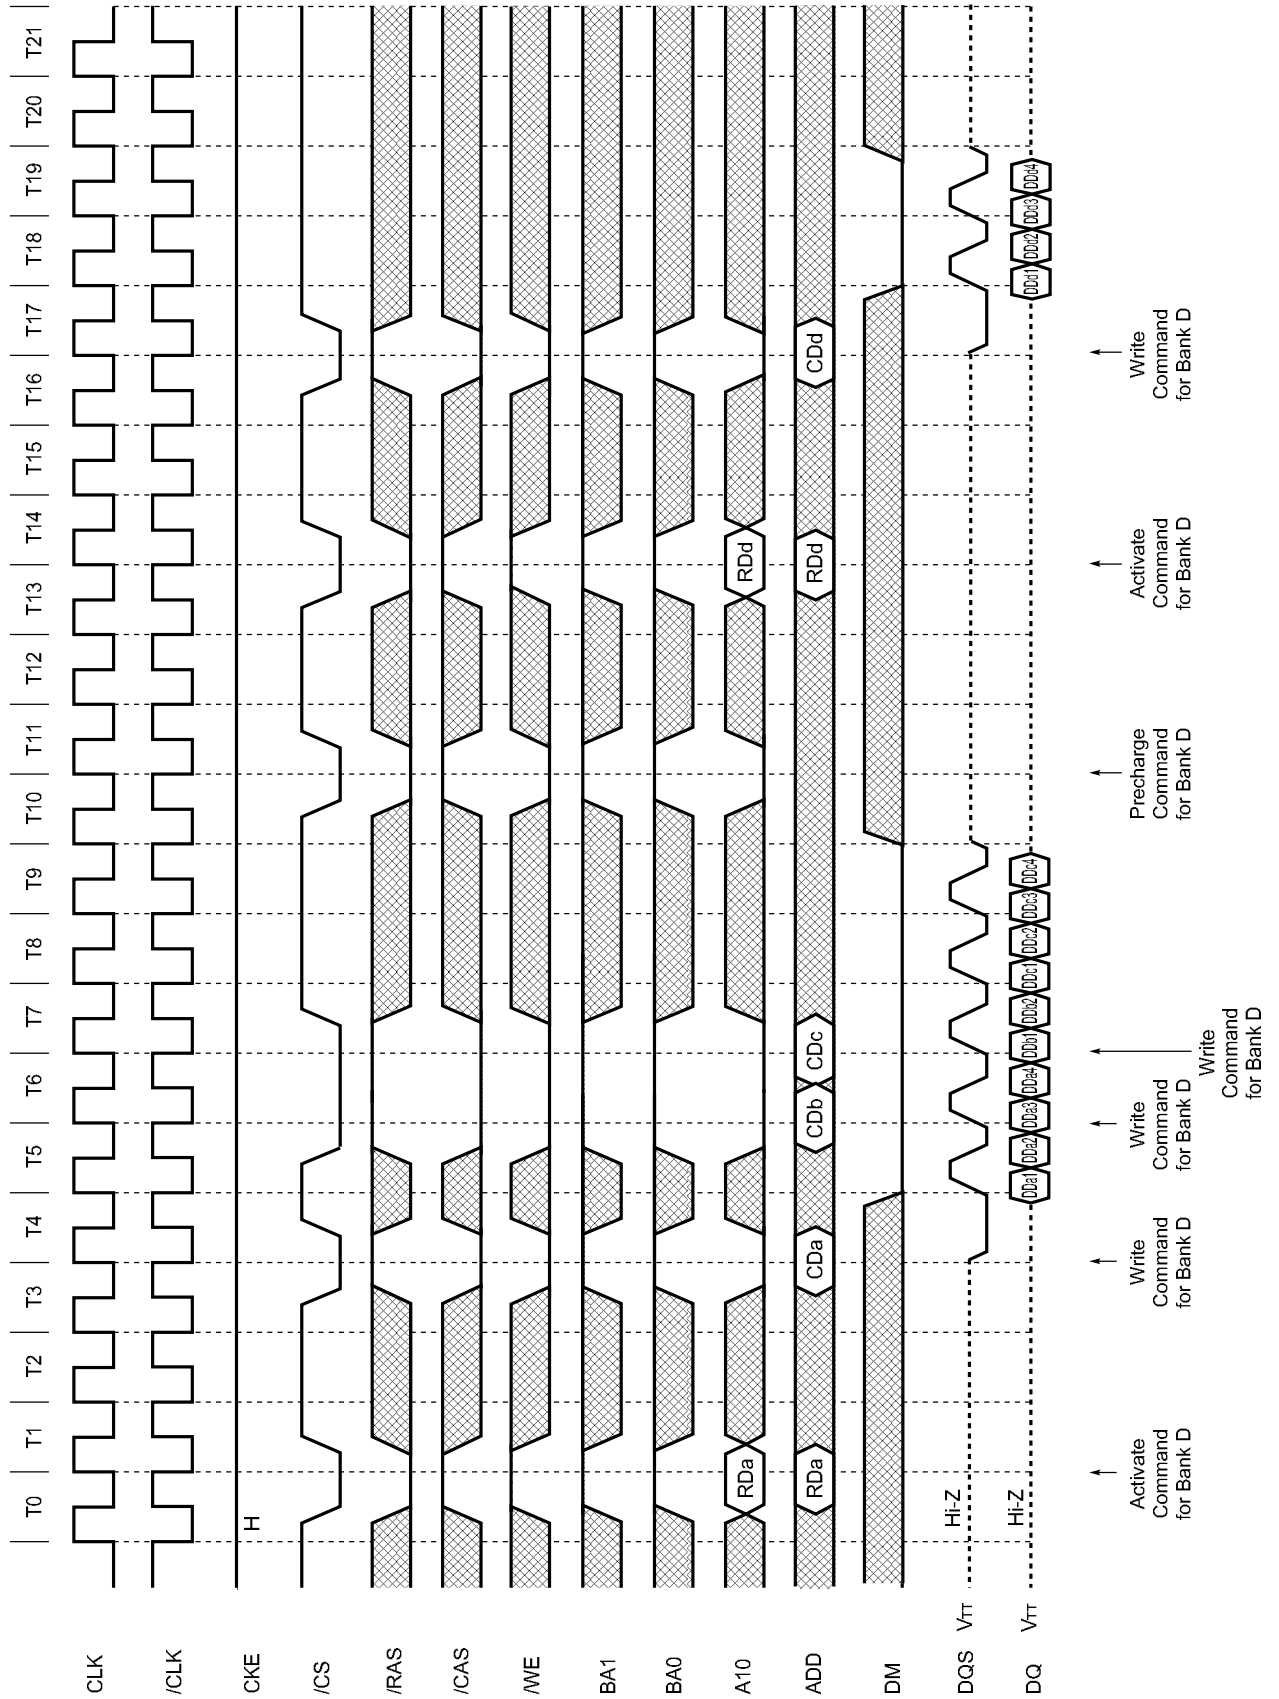 T0 T1 T2 T3 T4 T5 T6 T7 T8 T9 T10 T11 T12 T13 T14 T15 T16 T17 T18 T19 T20 T21
CLK
/CLK
CKE
H
/CS
/RAS
/CAS
/WE
BA1
BA0
A10
RDa RDd
ADD
RDa CDa CDb CDc RDd CDd
DM
DQS VTT
Hi-Z
DQ VTT
Hi-Z
DDa1 DDa2 DDa3 DDa4 DDb1 DDb2 DDc1 DDc2 DDc3 DDc4 DDd1 DDd2 DDd3 DDd4
Activate
Command
for Bank D
Write
Command
for Bank D
Write
Command
for Bank D
Write
Command
for Bank D
Precharge
Command
for Bank D
Activate
Command
for Bank D
Write
Command
for Bank D